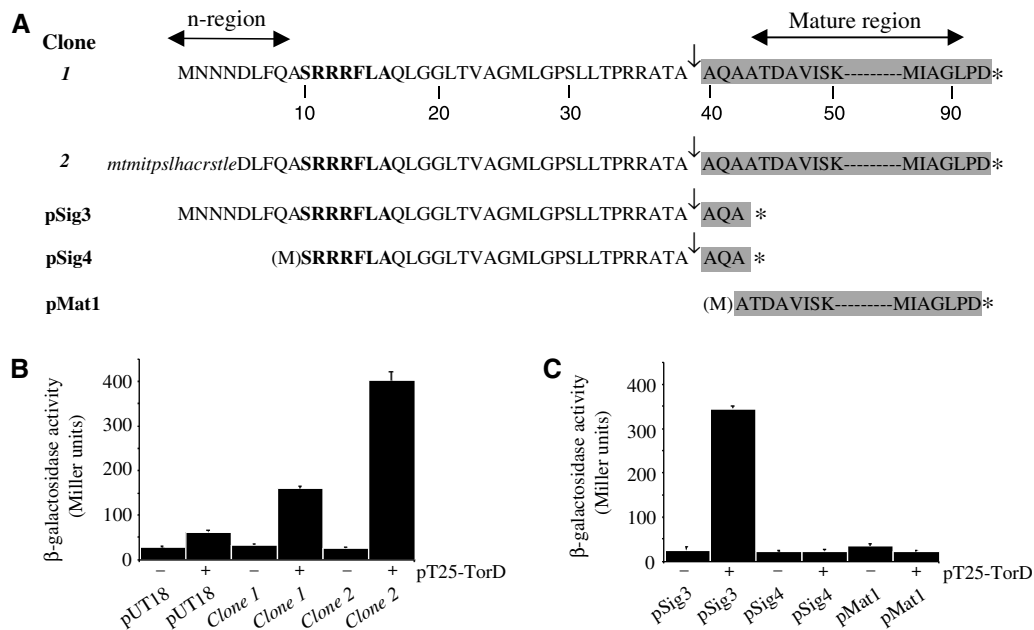 A
n-region
Mature region
Clone
1 MNNNDLFQASRRRFLAQLGGLTVAGMLGPSLLTPRRATA AQAATDAVISK---------MIAGLPD*
10 20 30 40 50 90
2 mtmitpslhacrstleDLFQASRRRFLAQLGGLTVAGMLGPSLLTPRRATA AQAATDAVISK---------MIAGLPD*
pSig3 MNNNDLFQASRRRFLAQLGGLTVAGMLGPSLLTPRRATA AQA *
pSig4 (M)SRRRFLAQLGGLTVAGMLGPSLLTPRRATA AQA *
pMat1 (M)ATDAVISK---------MIAGLPD*
B
β-galactosidase activity
(Miller units)
400
300
200
100
0
− + − + − + pT25-TorD
pUT18 pUT18 Clone 1 Clone 1 Clone 2 Clone 2
C
β-galactosidase activity
(Miller units)
400
300
200
100
0
− + − + − + pT25-TorD
pSig3 pSig3 pSig4 pSig4 pMat1 pMat1